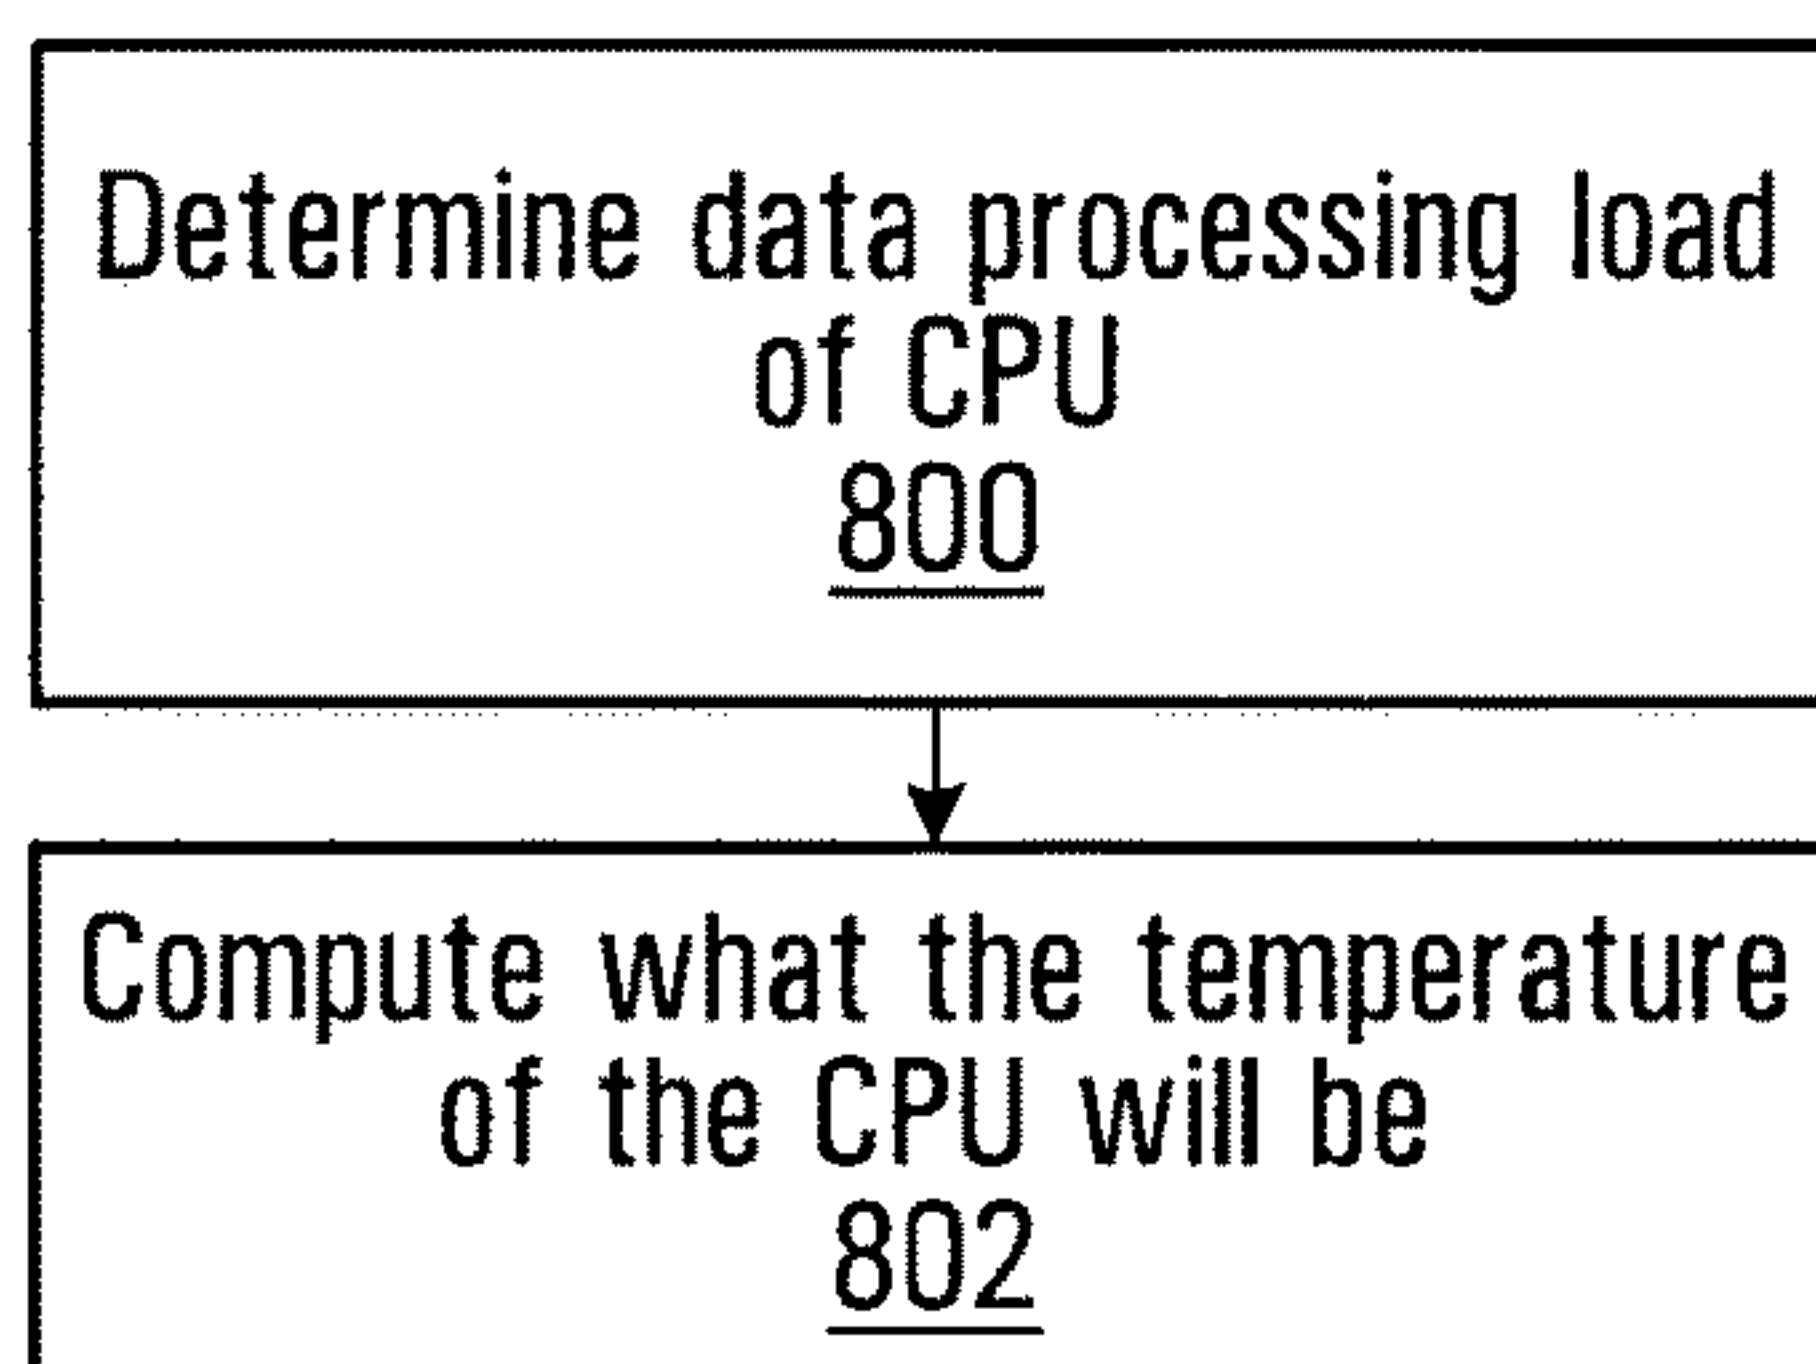 Determine data processing load
of CPU
800
Compute what the temperature
of the CPU will be
802